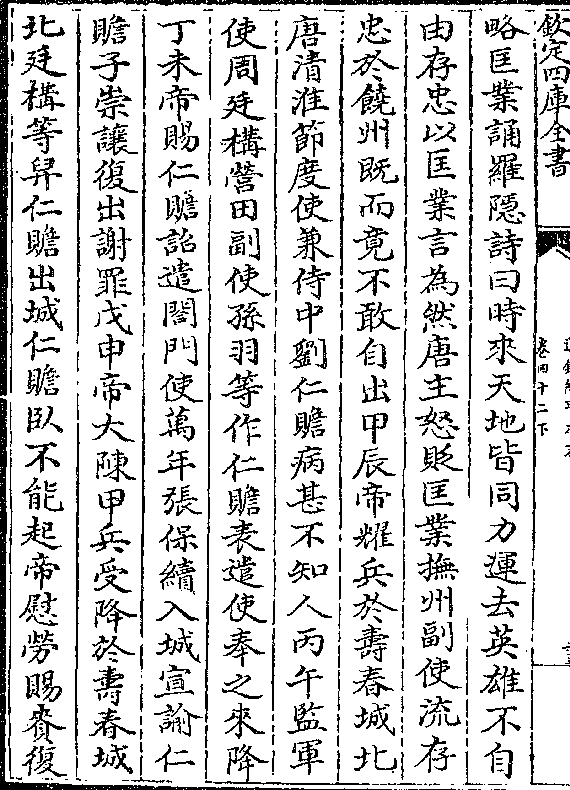 欽定四庫全書
略匡業誦羅隱詩曰時來天地皆同力運去英雄不自
由存忠以匡業言為然唐主怒貶匡業撫州副使流存
忠於饒州既而竟不敢自出甲辰帝耀兵於壽春城北
唐清淮節度使兼侍中劉仁贍病甚不知人丙午監軍
使周廷構營田副使孫羽等作仁贍表遣使奉之來降
丁未帝賜仁贍詔遣閤門使萬年張保續入城宣諭仁
贍子崇讓復出謝罪戊申帝大陳甲兵受降於壽春城
北廷構等舁仁贍出城仁贍臥不能起帝慰勞賜賚復
卷四十二下